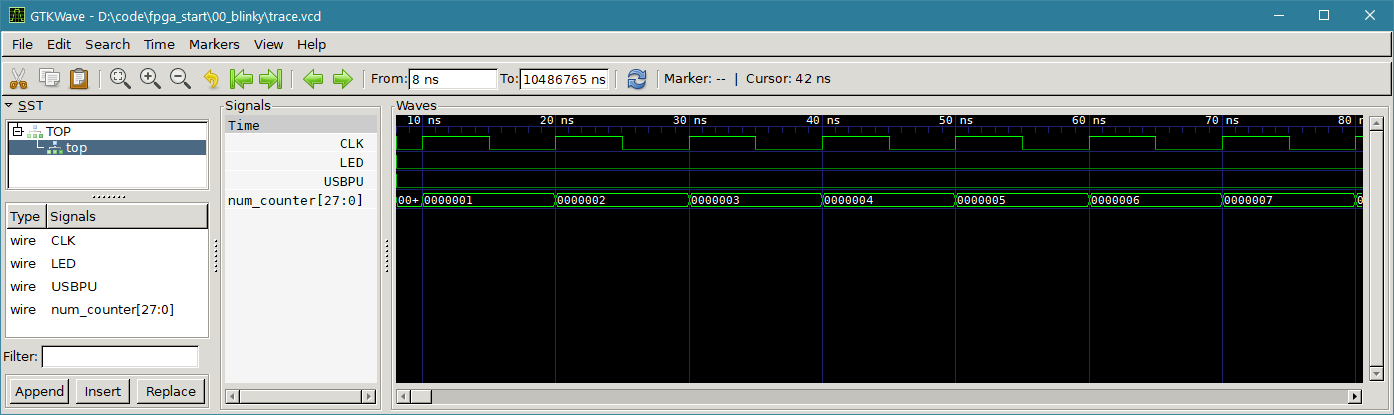 GTKWave - D:\code\fpga_start\00_blinky\trace.vcd
File Edit Search Time Markers View Help
From: 8 ns To: 10486765 ns Marker: -- | Cursor: 42 ns
SST
TOP
top
Type Signals
wire CLK
wire LED
wire USBPU
wire num_counter[27:0]
Filter:
Append Insert Replace
Signals
Time
CLK
LED
USBPU
num_counter[27:0]
Waves
10 ns 20 ns 30 ns 40 ns 50 ns 60 ns 70 ns 80
00+ 0000001 0000002 0000003 0000004 0000005 0000006 0000007 0